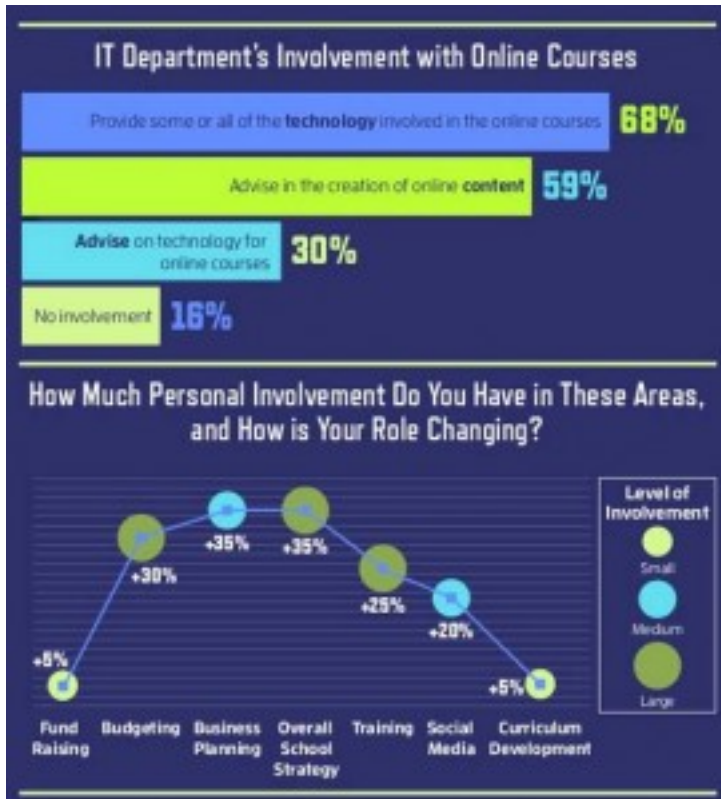 IT Department's Involvement with Online Courses
Provide some or all of the technology involved in the online courses 68%
Advise in the creation of online content 59%
Advise on technology for
online courses 30%
No involvement 16%
How Much Personal Involvement Do You Have in These Areas,
and How is Your Role Changing?
Level of
Involvement
Small
Medium
Large
+5%
+30%
+35%
+35%
+25%
+20%
+5%
Fund
Raising
Budgeting
Business
Planning
Overall
School
Strategy
Training
Social
Media
Curriculum
Development